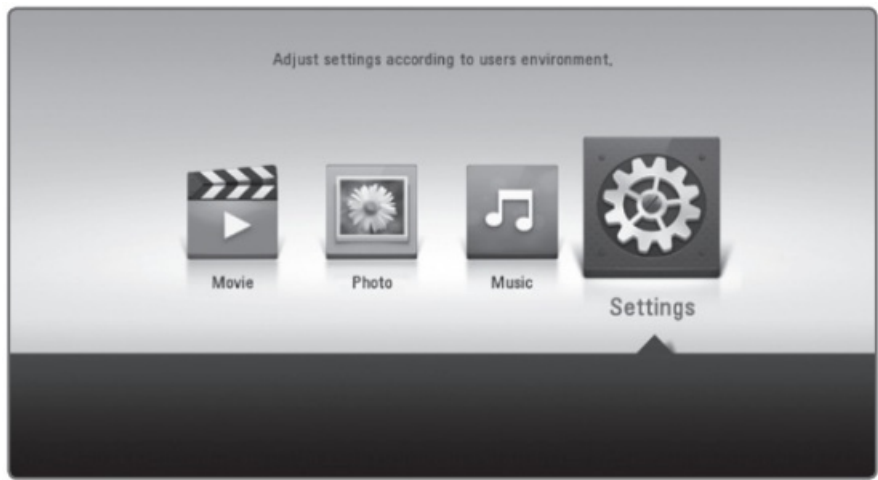 Adjust settings according to users environment.
Movie
Photo
Music
Settings